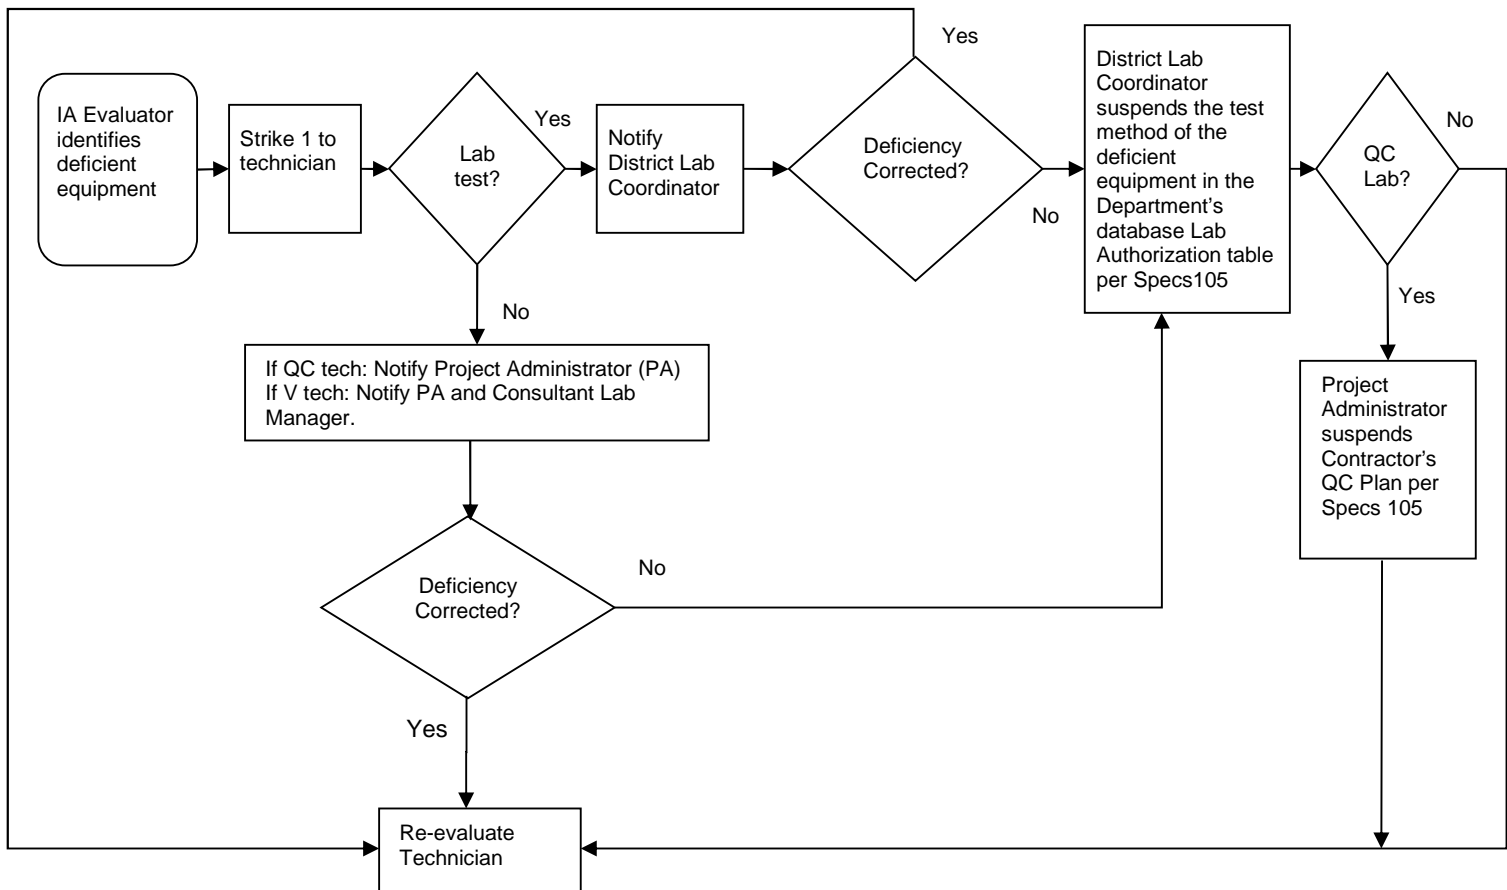 IA Evaluator
identifies
deficient
equipment
Strike 1 to
technician
Lab
test?
Yes
No
Notify
District Lab
Coordinator
Deficiency
Corrected?
Yes
No
District Lab
Coordinator
suspends the test
method of the
deficient
equipment in the
Department’s
database Lab
Authorization table
per Specs105
QC
Lab?
No
Yes
Project
Administrator
suspends
Contractor’s
QC Plan per
Specs 105
If QC tech: Notify Project Administrator (PA)
If V tech: Notify PA and Consultant Lab
Manager.
Deficiency
Corrected?
No
Yes
Re-evaluate
Technician